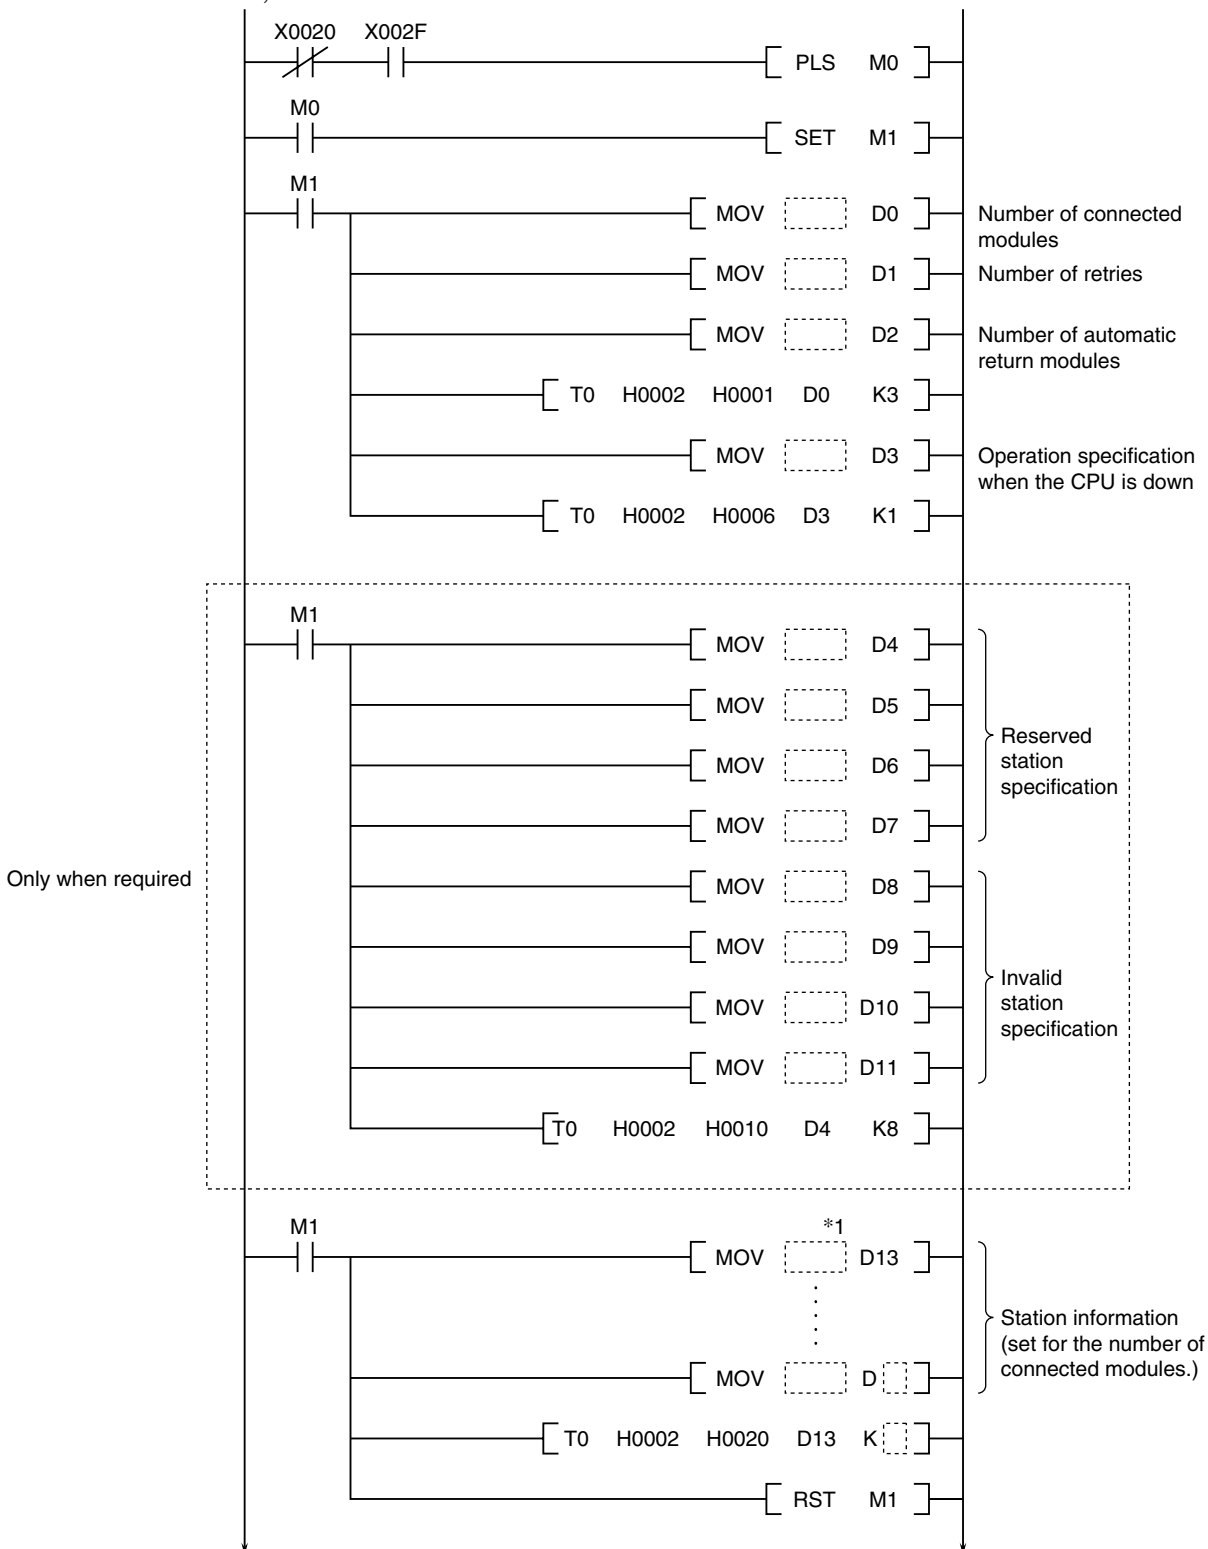 X0020 X002F
PLS M0
M0
SET M1
M1
MOV D0 Number of connected
modules
MOV D1 Number of retries
MOV D2 Number of automatic
return modules
T0 H0002 H0001 D0 K3
MOV D3 Operation specification
when the CPU is down
T0 H0002 H0006 D3 K1
M1
MOV D4
MOV D5
Reserved
station
specification
MOV D6
MOV D7
Only when required
MOV D8
MOV D9
Invalid
station
specification
MOV D10
MOV D11
T0 H0002 H0010 D4 K8
M1
*1
MOV D13
Station information
(set for the number of
connected modules.)
MOV D
T0 H0002 H0020 D13 K
RST M1